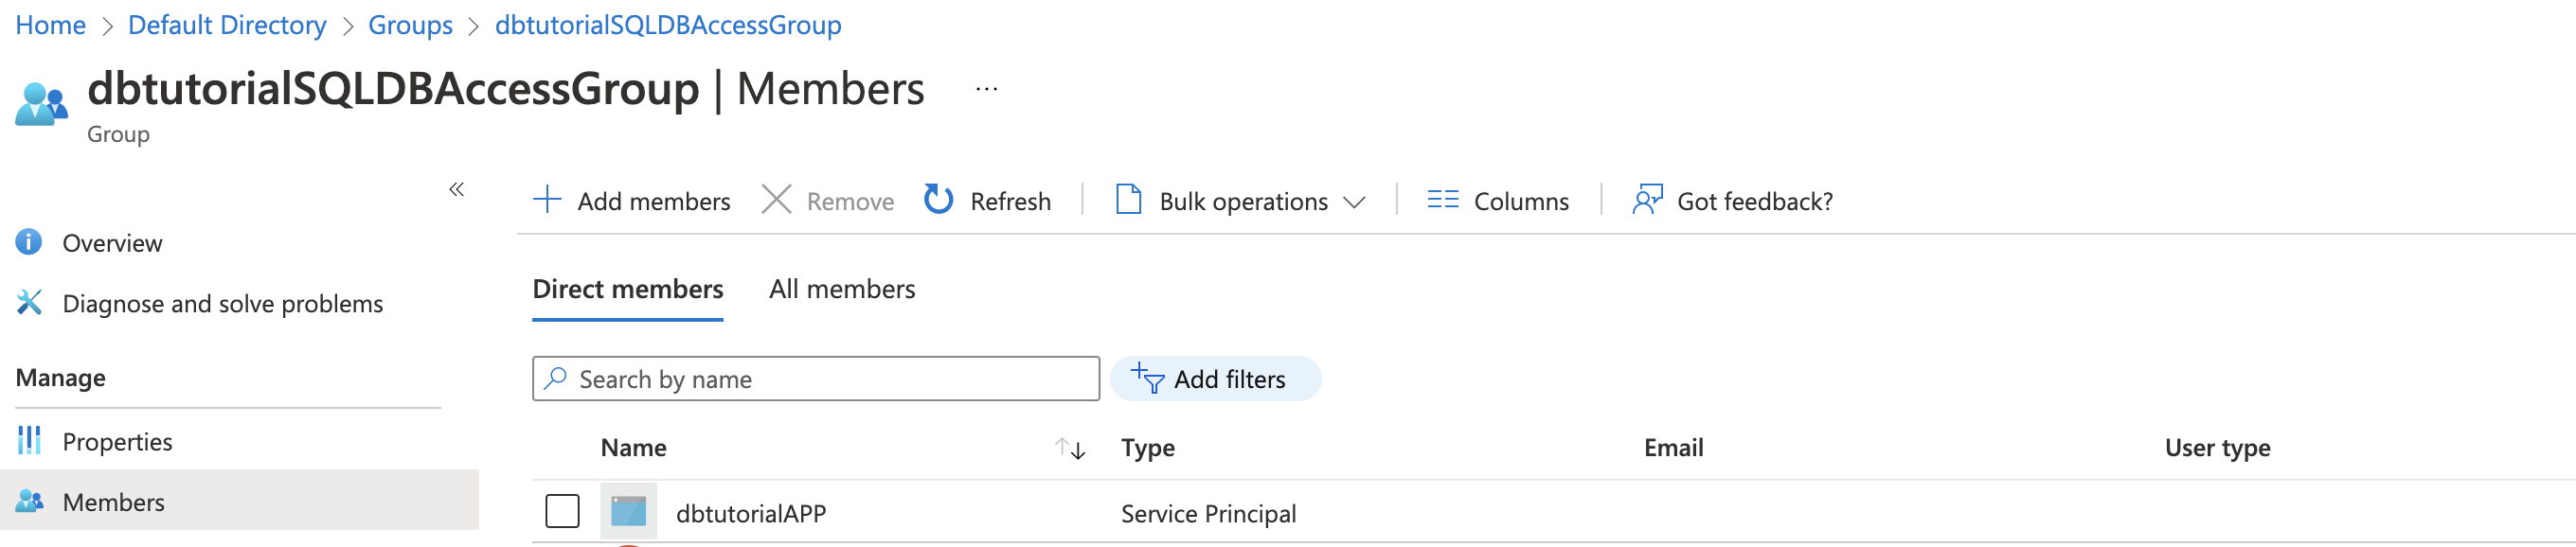 Home > Default Directory > Groups > dbtutorialSQLDBAccessGroup
dbtutorialSQLDBAccessGroup | Members ...
Group
«
Add members Remove Refresh Bulk operations Columns Got feedback?
Overview
Diagnose and solve problems
Direct members All members
Manage
Search by name Add filters
Properties
Name Type Email User type
Members
dbtutorialAPP Service Principal